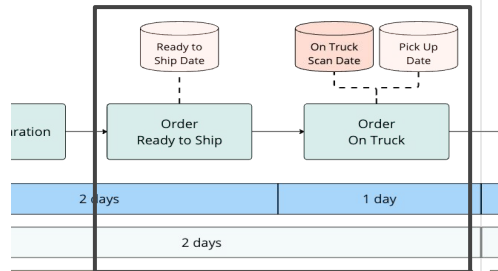 Ready to
Ship Date
On Truck
Scan Date
Pick Up
Date
aration
Order
Ready to Ship
Order
On Truck
2 days
1 day
2 days